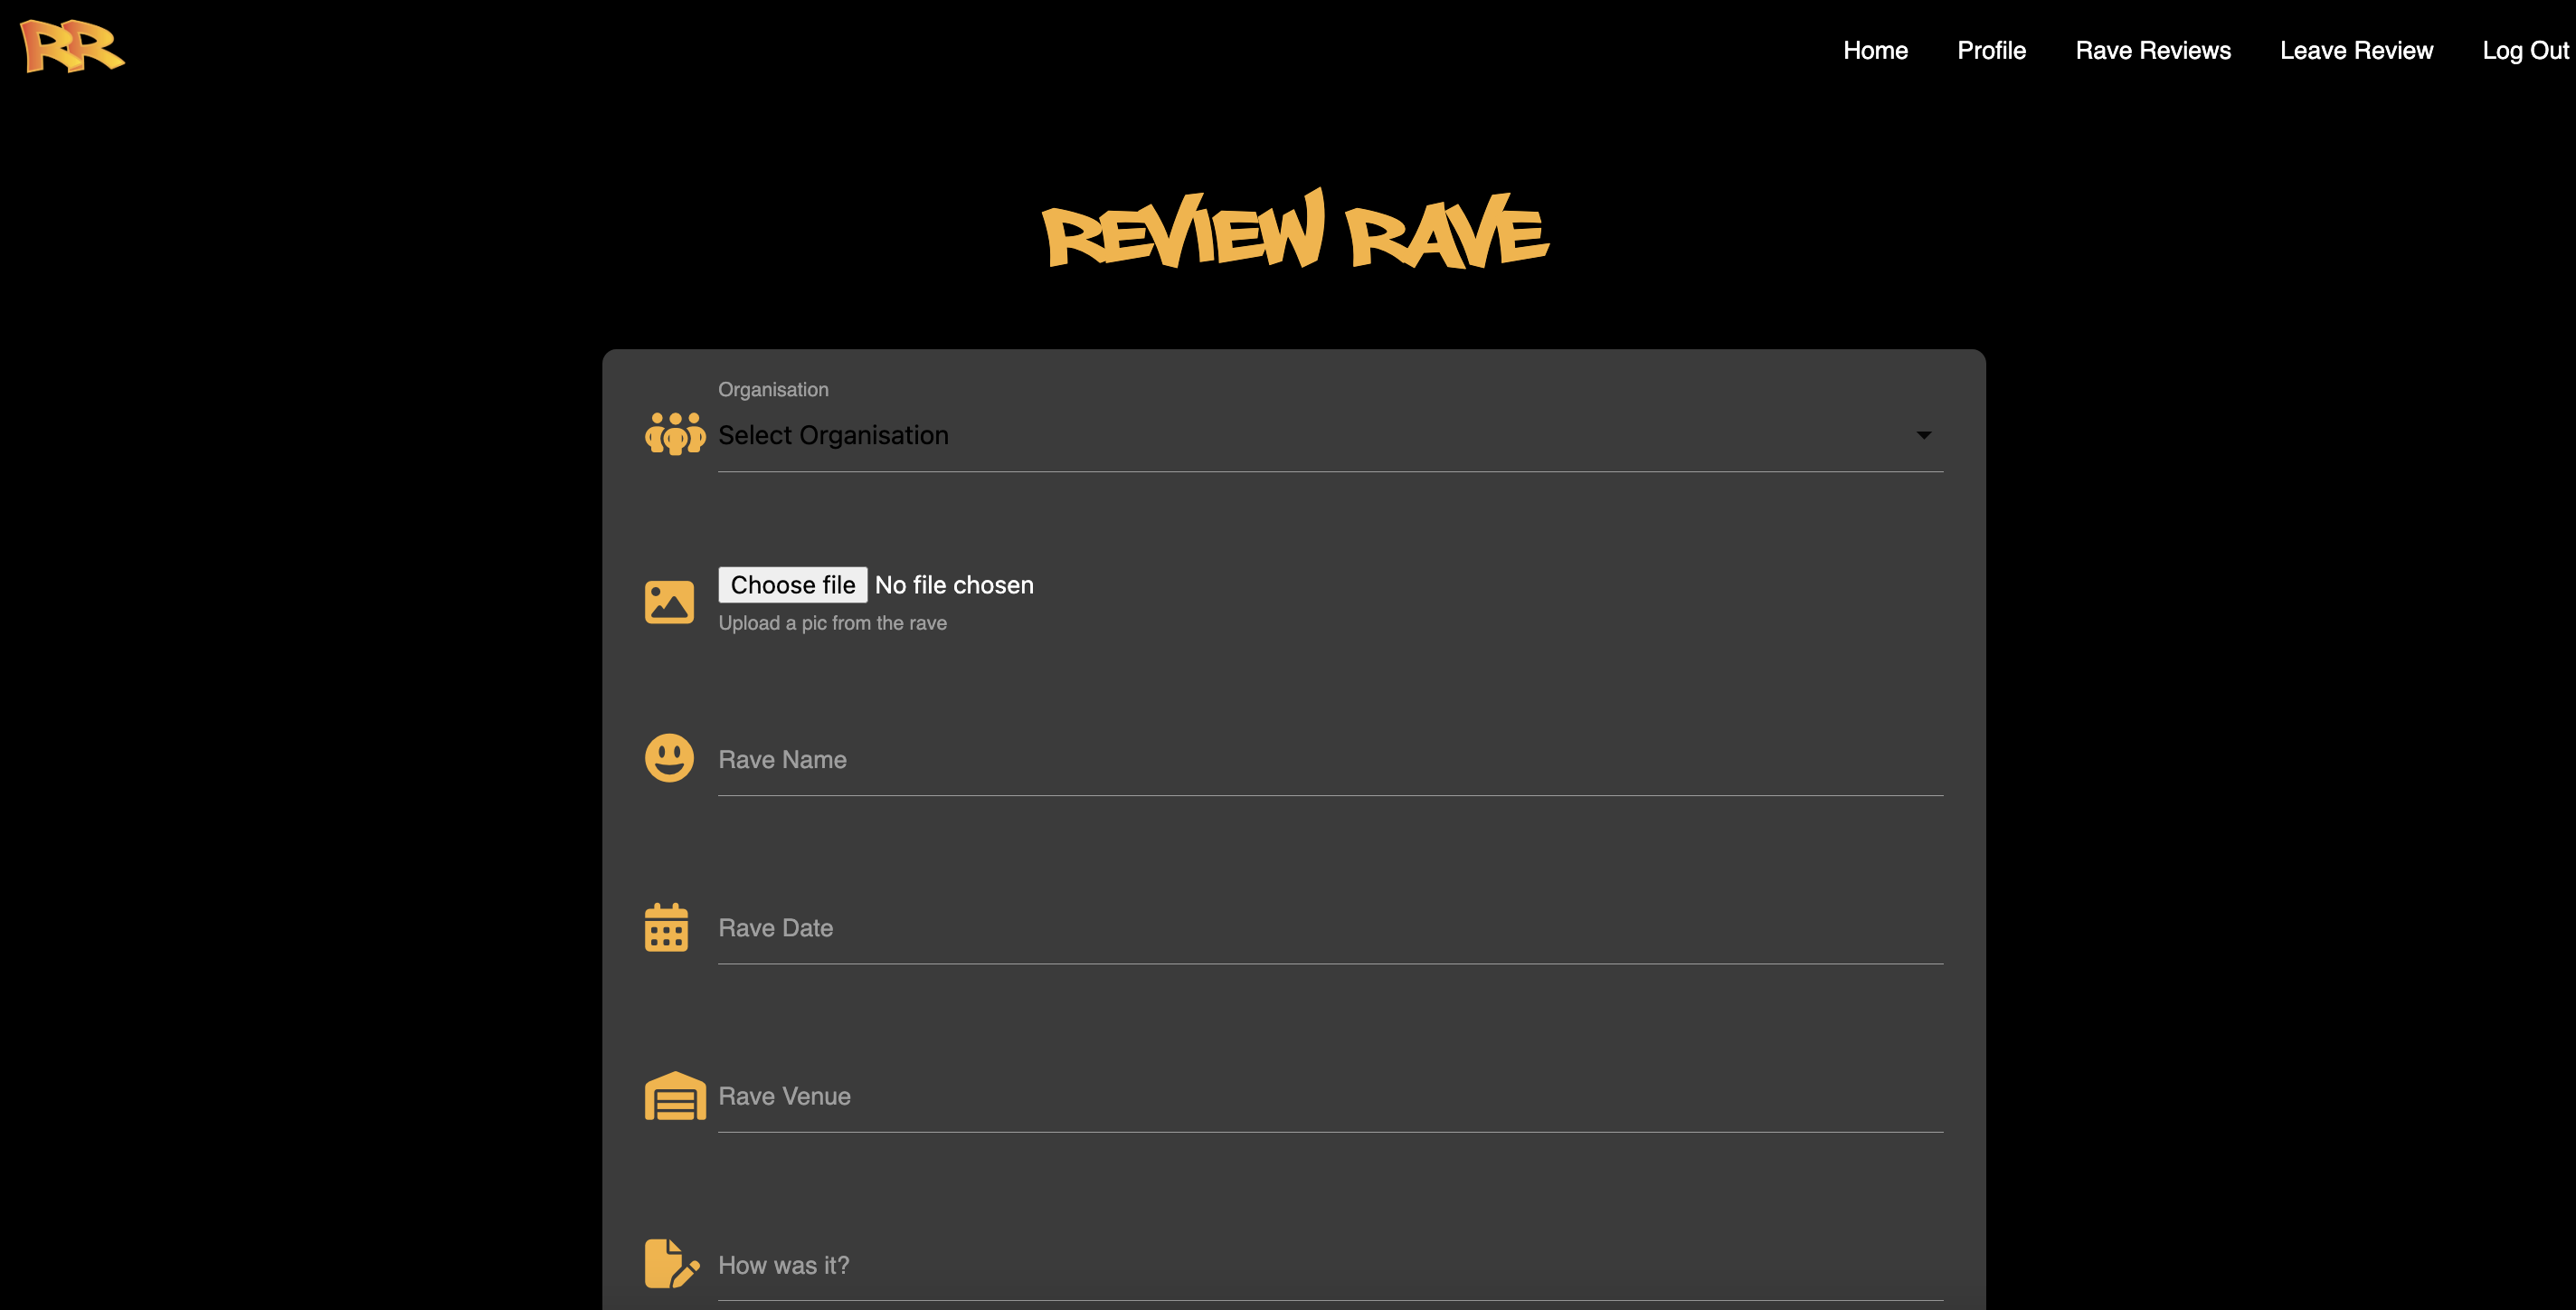 RR
Home Profile Rave Reviews Leave Review Log Out
REVIEW RAVE
Organisation
Select Organisation
Choose file No file chosen
Upload a pic from the rave
Rave Name
Rave Date
Rave Venue
How was it?